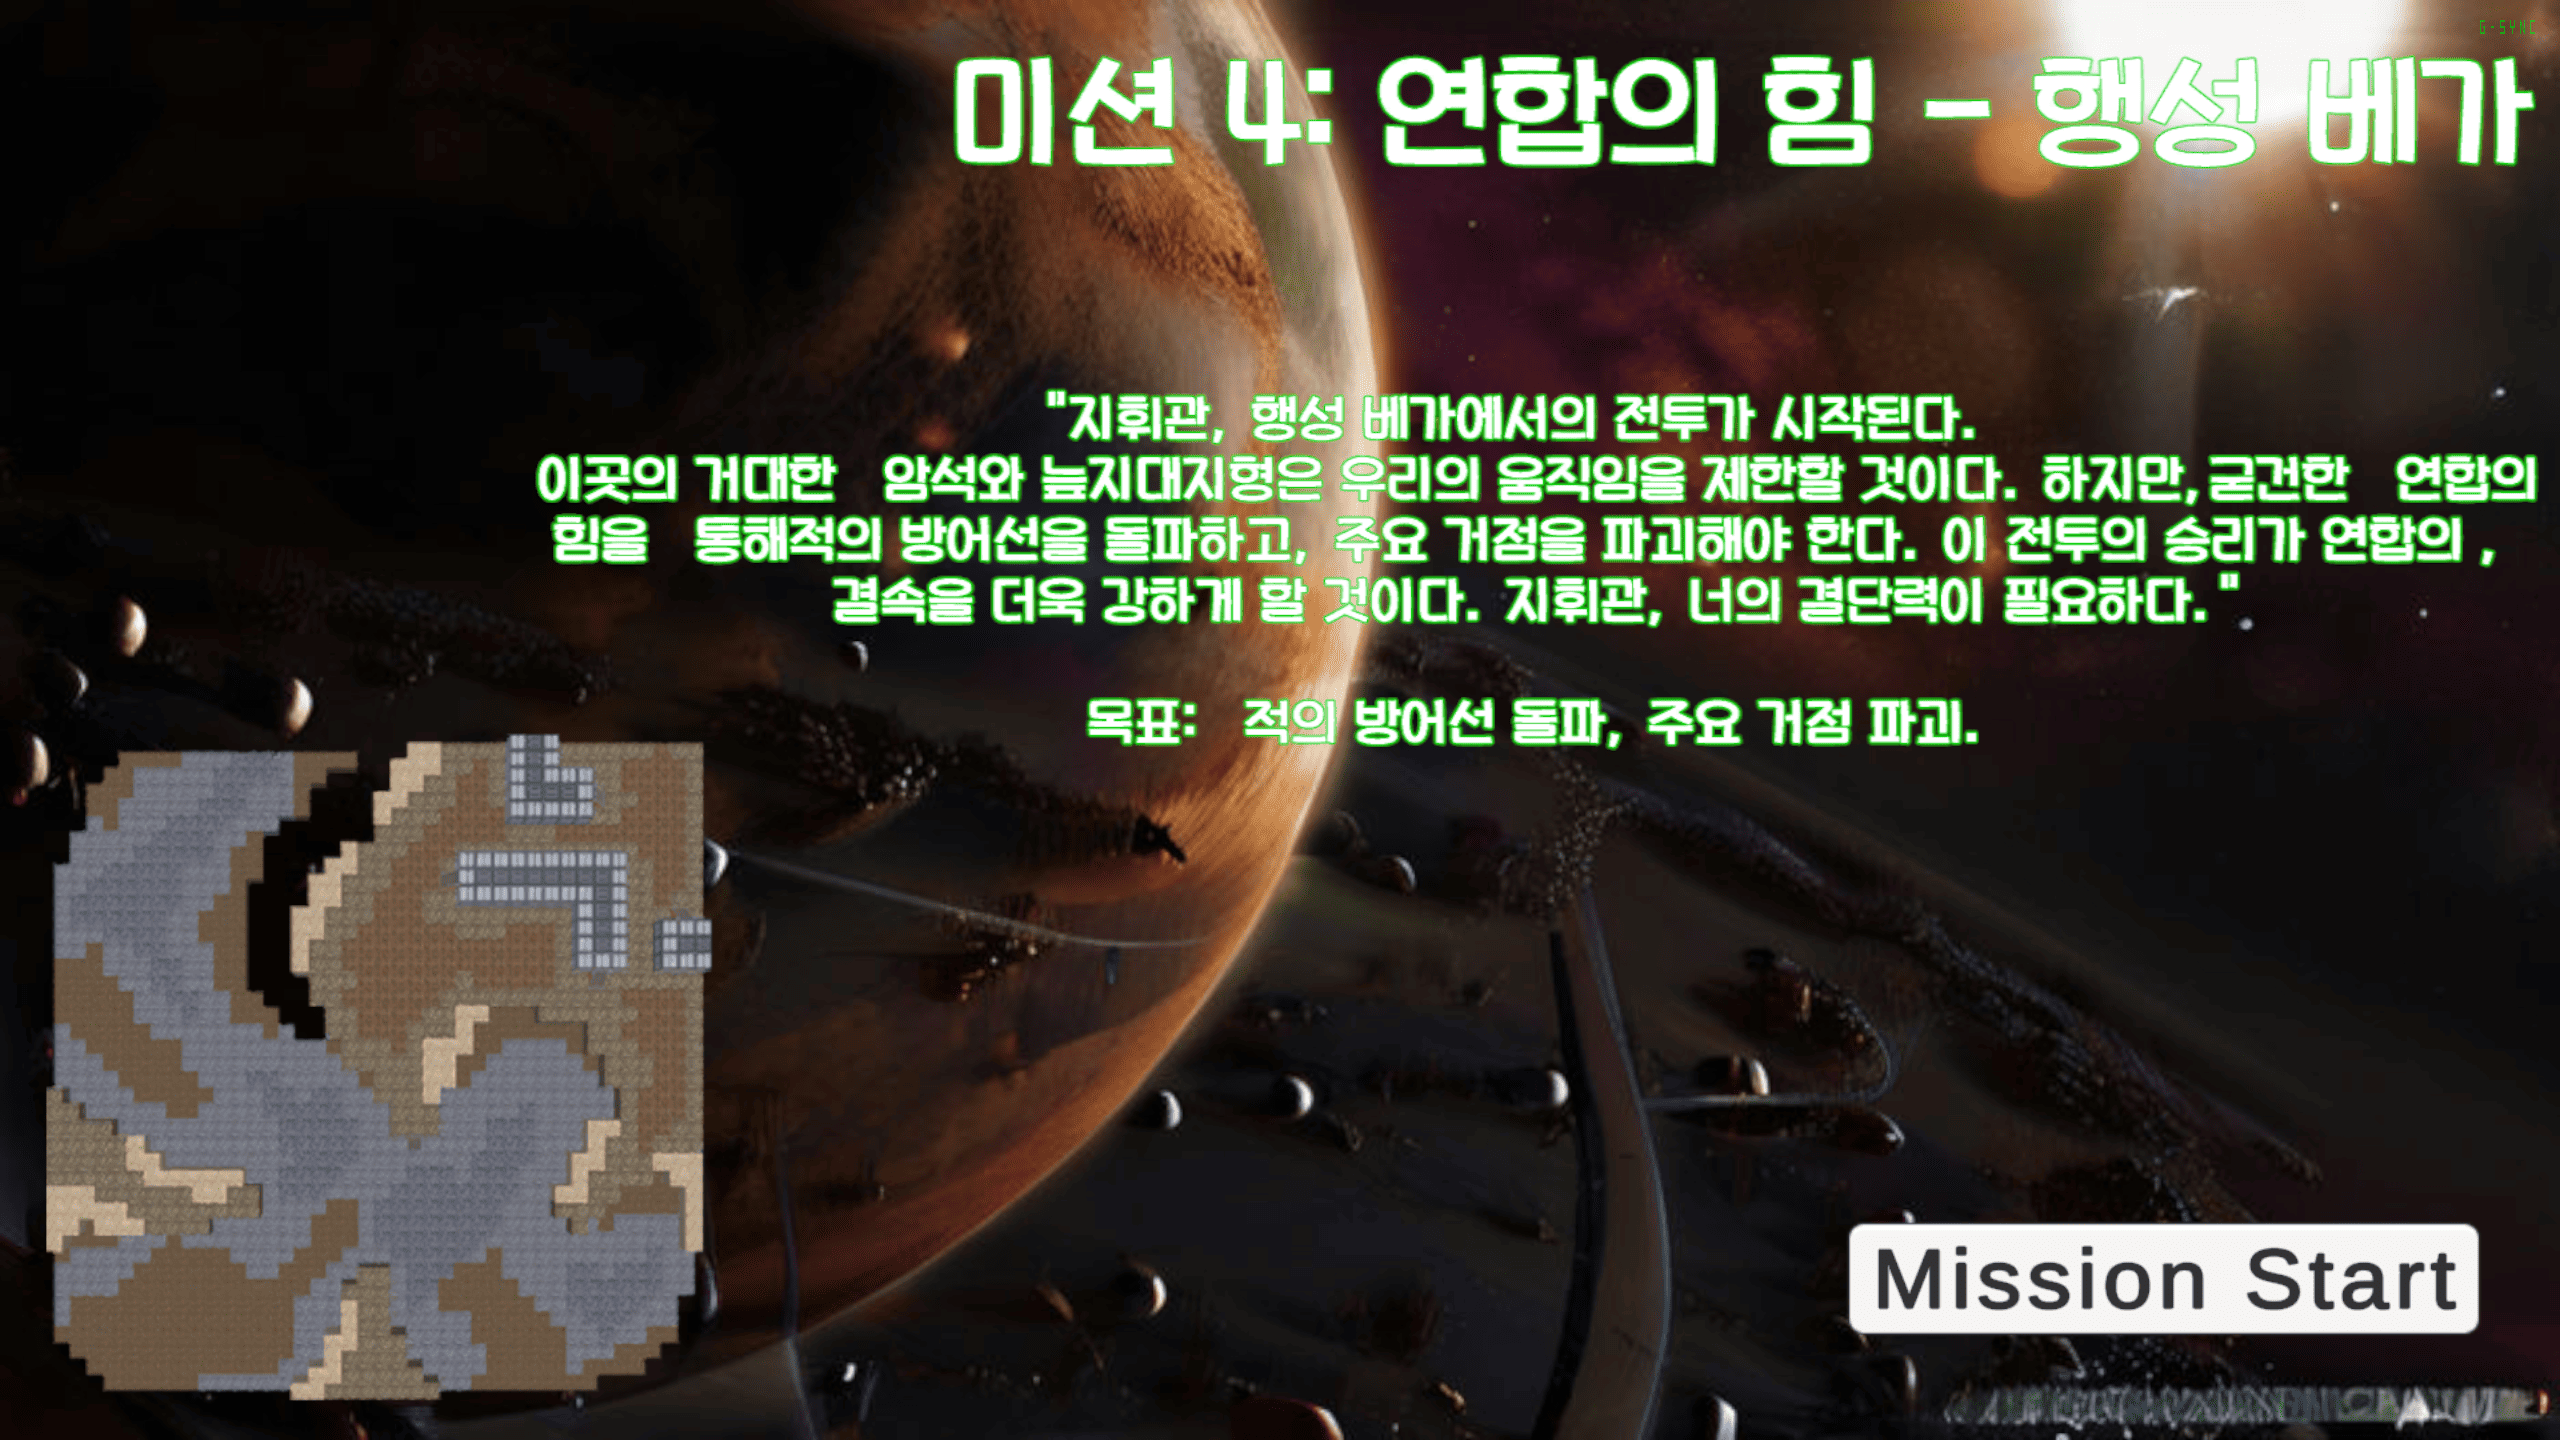 G-SYNC
미션 4: 연합의 힘 - 행성 베가
"지휘관, 행성 베가에서의 전투가 시작된다.
이곳의 거대한 암석와 늪지대지형은 우리의 움직임을 제한할 것이다. 하지만,굳건한 연합의
힘을 통해적의 방어선을 돌파하고, 주요 거점을 파괴해야 한다. 이 전투의 승리가 연합의 ,
결속을 더욱 강하게 할 것이다. 지휘관, 너의 결단력이 필요하다."
목표: 적의 방어선 돌파, 주요 거점 파괴.
Mission Start